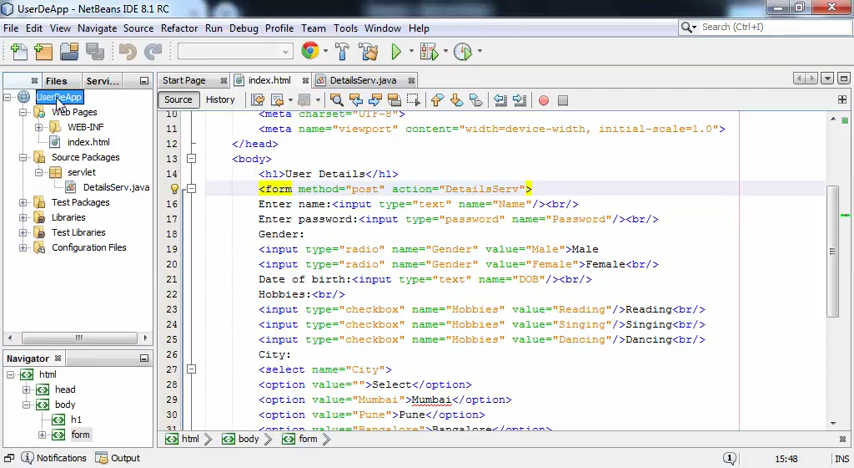 UserDeApp - NetBeans IDE 8.1 RC
File Edit View Navigate Source Refactor Run Debug Profile Team Tools Window Help
Search (Ctrl+I)
Files Servi...
Start Page index.html DetailsServ.java
Source History
UserDeApp
Web Pages
WEB-INF
index.html
Source Packages
servlet
DetailsServ.java
Test Packages
Libraries
Test Libraries
Configuration Files
10 <meta charset="UTF-8">
11 <meta name="viewport" content="width=device-width, initial-scale=1.0">
12 </head>
13 <body>
14 <h1>User Details</h1>
<form method="post" action="DetailsServ">
16 Enter name:<input type="text" name="Name"/><br/>
17 Enter password:<input type="password" name="Password"/><br/>
18 Gender:
19 <input type="radio" name="Gender" value="Male">Male
20 <input type="radio" name="Gender" value="Female">Female<br/>
21 Date of birth:<input type="text" name="DOB"/><br/>
22 Hobbies:<br/>
23 <input type="checkbox" name="Hobbies" value="Reading"/>Reading<br/>
24 <input type="checkbox" name="Hobbies" value="Singing"/>Singing<br/>
25 <input type="checkbox" name="Hobbies" value="Dancing"/>Dancing<br/>
26 City:
27 <select name="City">
28 <option value="">Select</option>
29 <option value="Mumbai">Mumbai</option>
30 <option value="Pune">Pune</option>
31 <option value="Bangalore">Bangalore</option>
Navigator
html
head
body
h1
form
html body form
Notifications Output
1
15:48 INS